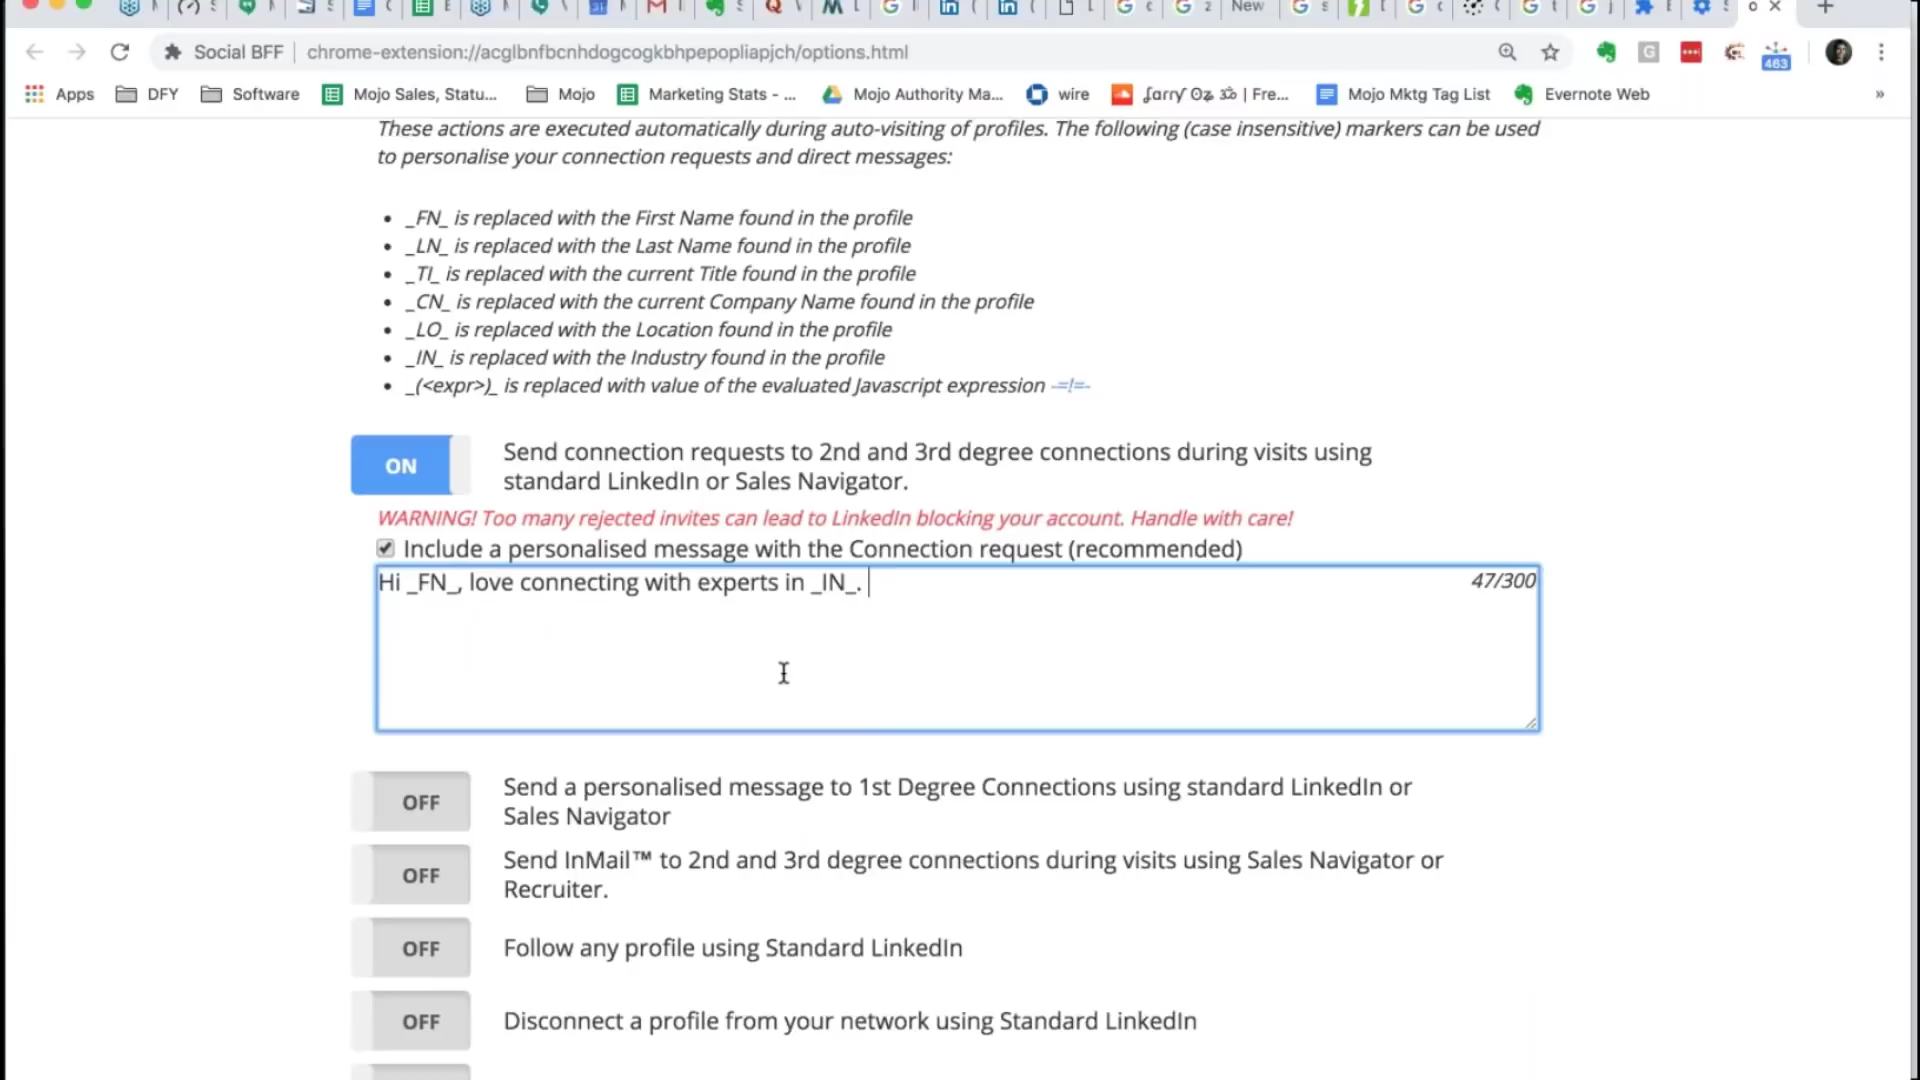 New
Social BFF | chrome-extension://acglbnfbcnhdogcogkbhpepopliapjch/options.html
463
Apps DFY Software Mojo Sales, Statu... Mojo Marketing Stats - ... Mojo Authority Ma... wire | Fre... Mojo Mktg Tag List Evernote Web »
These actions are executed automatically during auto-visiting of profiles. The following (case insensitive) markers can be used
to personalise your connection requests and direct messages:
• _FN_ is replaced with the First Name found in the profile
• _LN_ is replaced with the Last Name found in the profile
• _TI_ is replaced with the current Title found in the profile
• _CN_ is replaced with the current Company Name found in the profile
• _LO_ is replaced with the Location found in the profile
• _IN_ is replaced with the Industry found in the profile
• _(<expr>)_ is replaced with value of the evaluated Javascript expression -=!=-
ON Send connection requests to 2nd and 3rd degree connections during visits using
standard LinkedIn or Sales Navigator.
WARNING! Too many rejected invites can lead to LinkedIn blocking your account. Handle with care!
Include a personalised message with the Connection request (recommended)
Hi _FN_, love connecting with experts in _IN_. 47/300
OFF Send a personalised message to 1st Degree Connections using standard LinkedIn or
Sales Navigator
OFF Send InMail™ to 2nd and 3rd degree connections during visits using Sales Navigator or
Recruiter.
OFF Follow any profile using Standard LinkedIn
OFF Disconnect a profile from your network using Standard LinkedIn